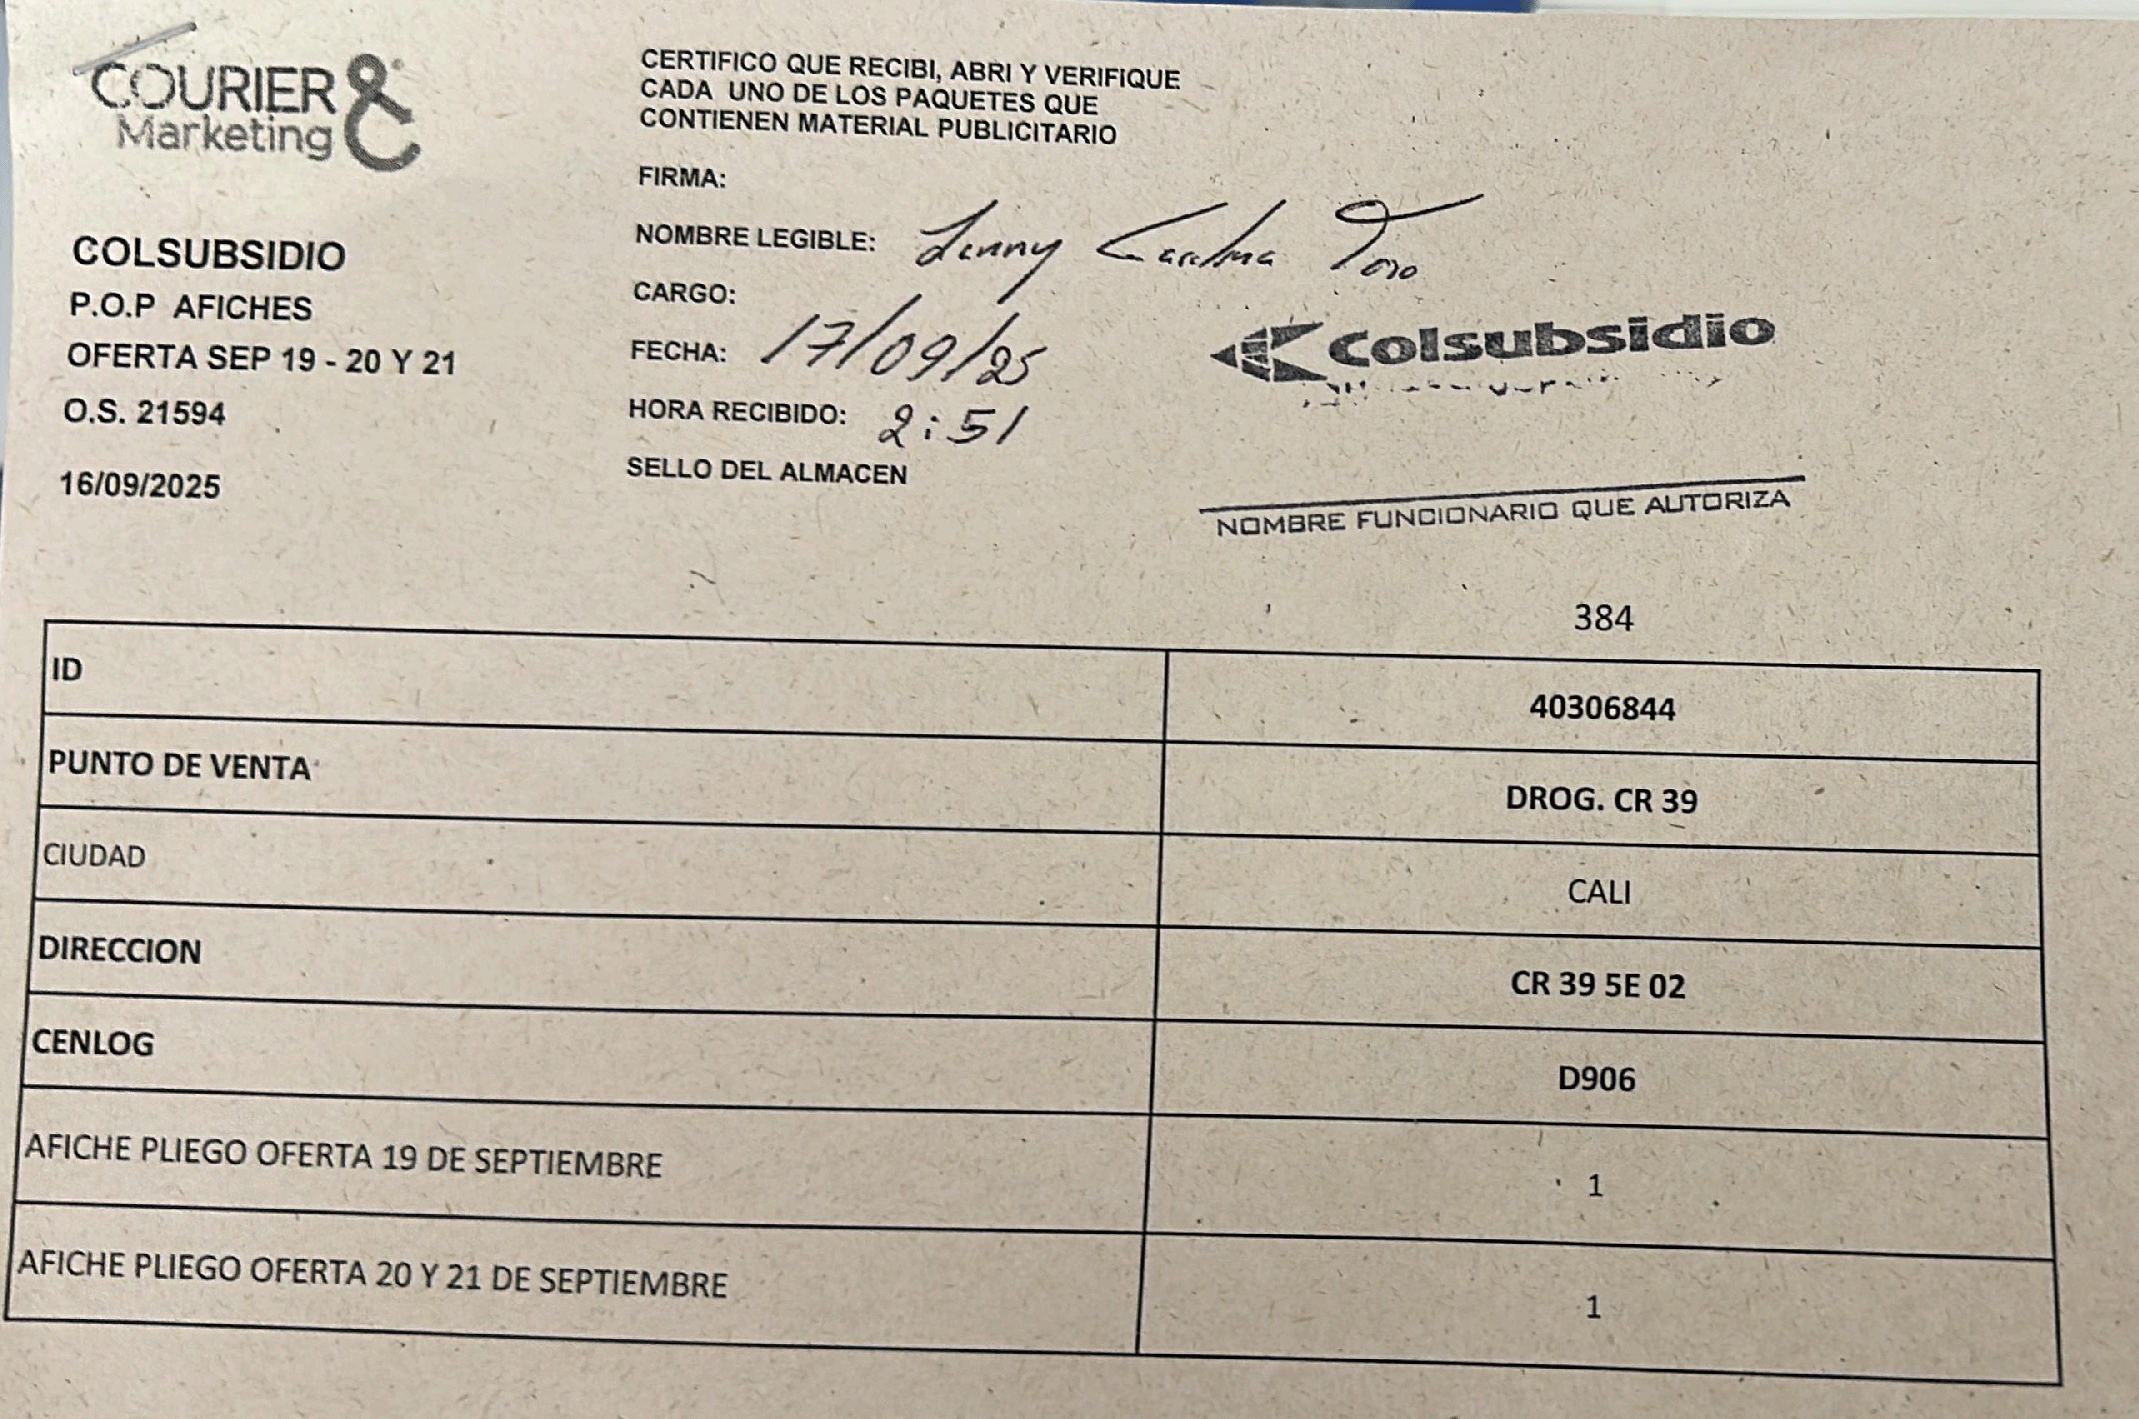 COURIER &
Marketing
COLSUBSIDIO
P.O.P AFICHES
OFERTA SEP 19 - 20 Y 21
O.S. 21594
16/09/2025
CERTIFICO QUE RECIBI, ABRI Y VERIFIQUE
CADA UNO DE LOS PAQUETES QUE
CONTIENEN MATERIAL PUBLICITARIO
FIRMA:
NOMBRE LEGIBLE: Toro
CARGO:
FECHA: 17/09/25
HORA RECIBIDO: 2:51
SELLO DEL ALMACEN
Colsubsidio
NOMBRE FUNCIONARIO QUE AUTORIZA
384
ID 40306844
PUNTO DE VENTA DROG. CR 39
CIUDAD CALI
DIRECCION CR 39 5E 02
CENLOG D906
AFICHE PLIEGO OFERTA 19 DE SEPTIEMBRE 1
AFICHE PLIEGO OFERTA 20 Y 21 DE SEPTIEMBRE 1